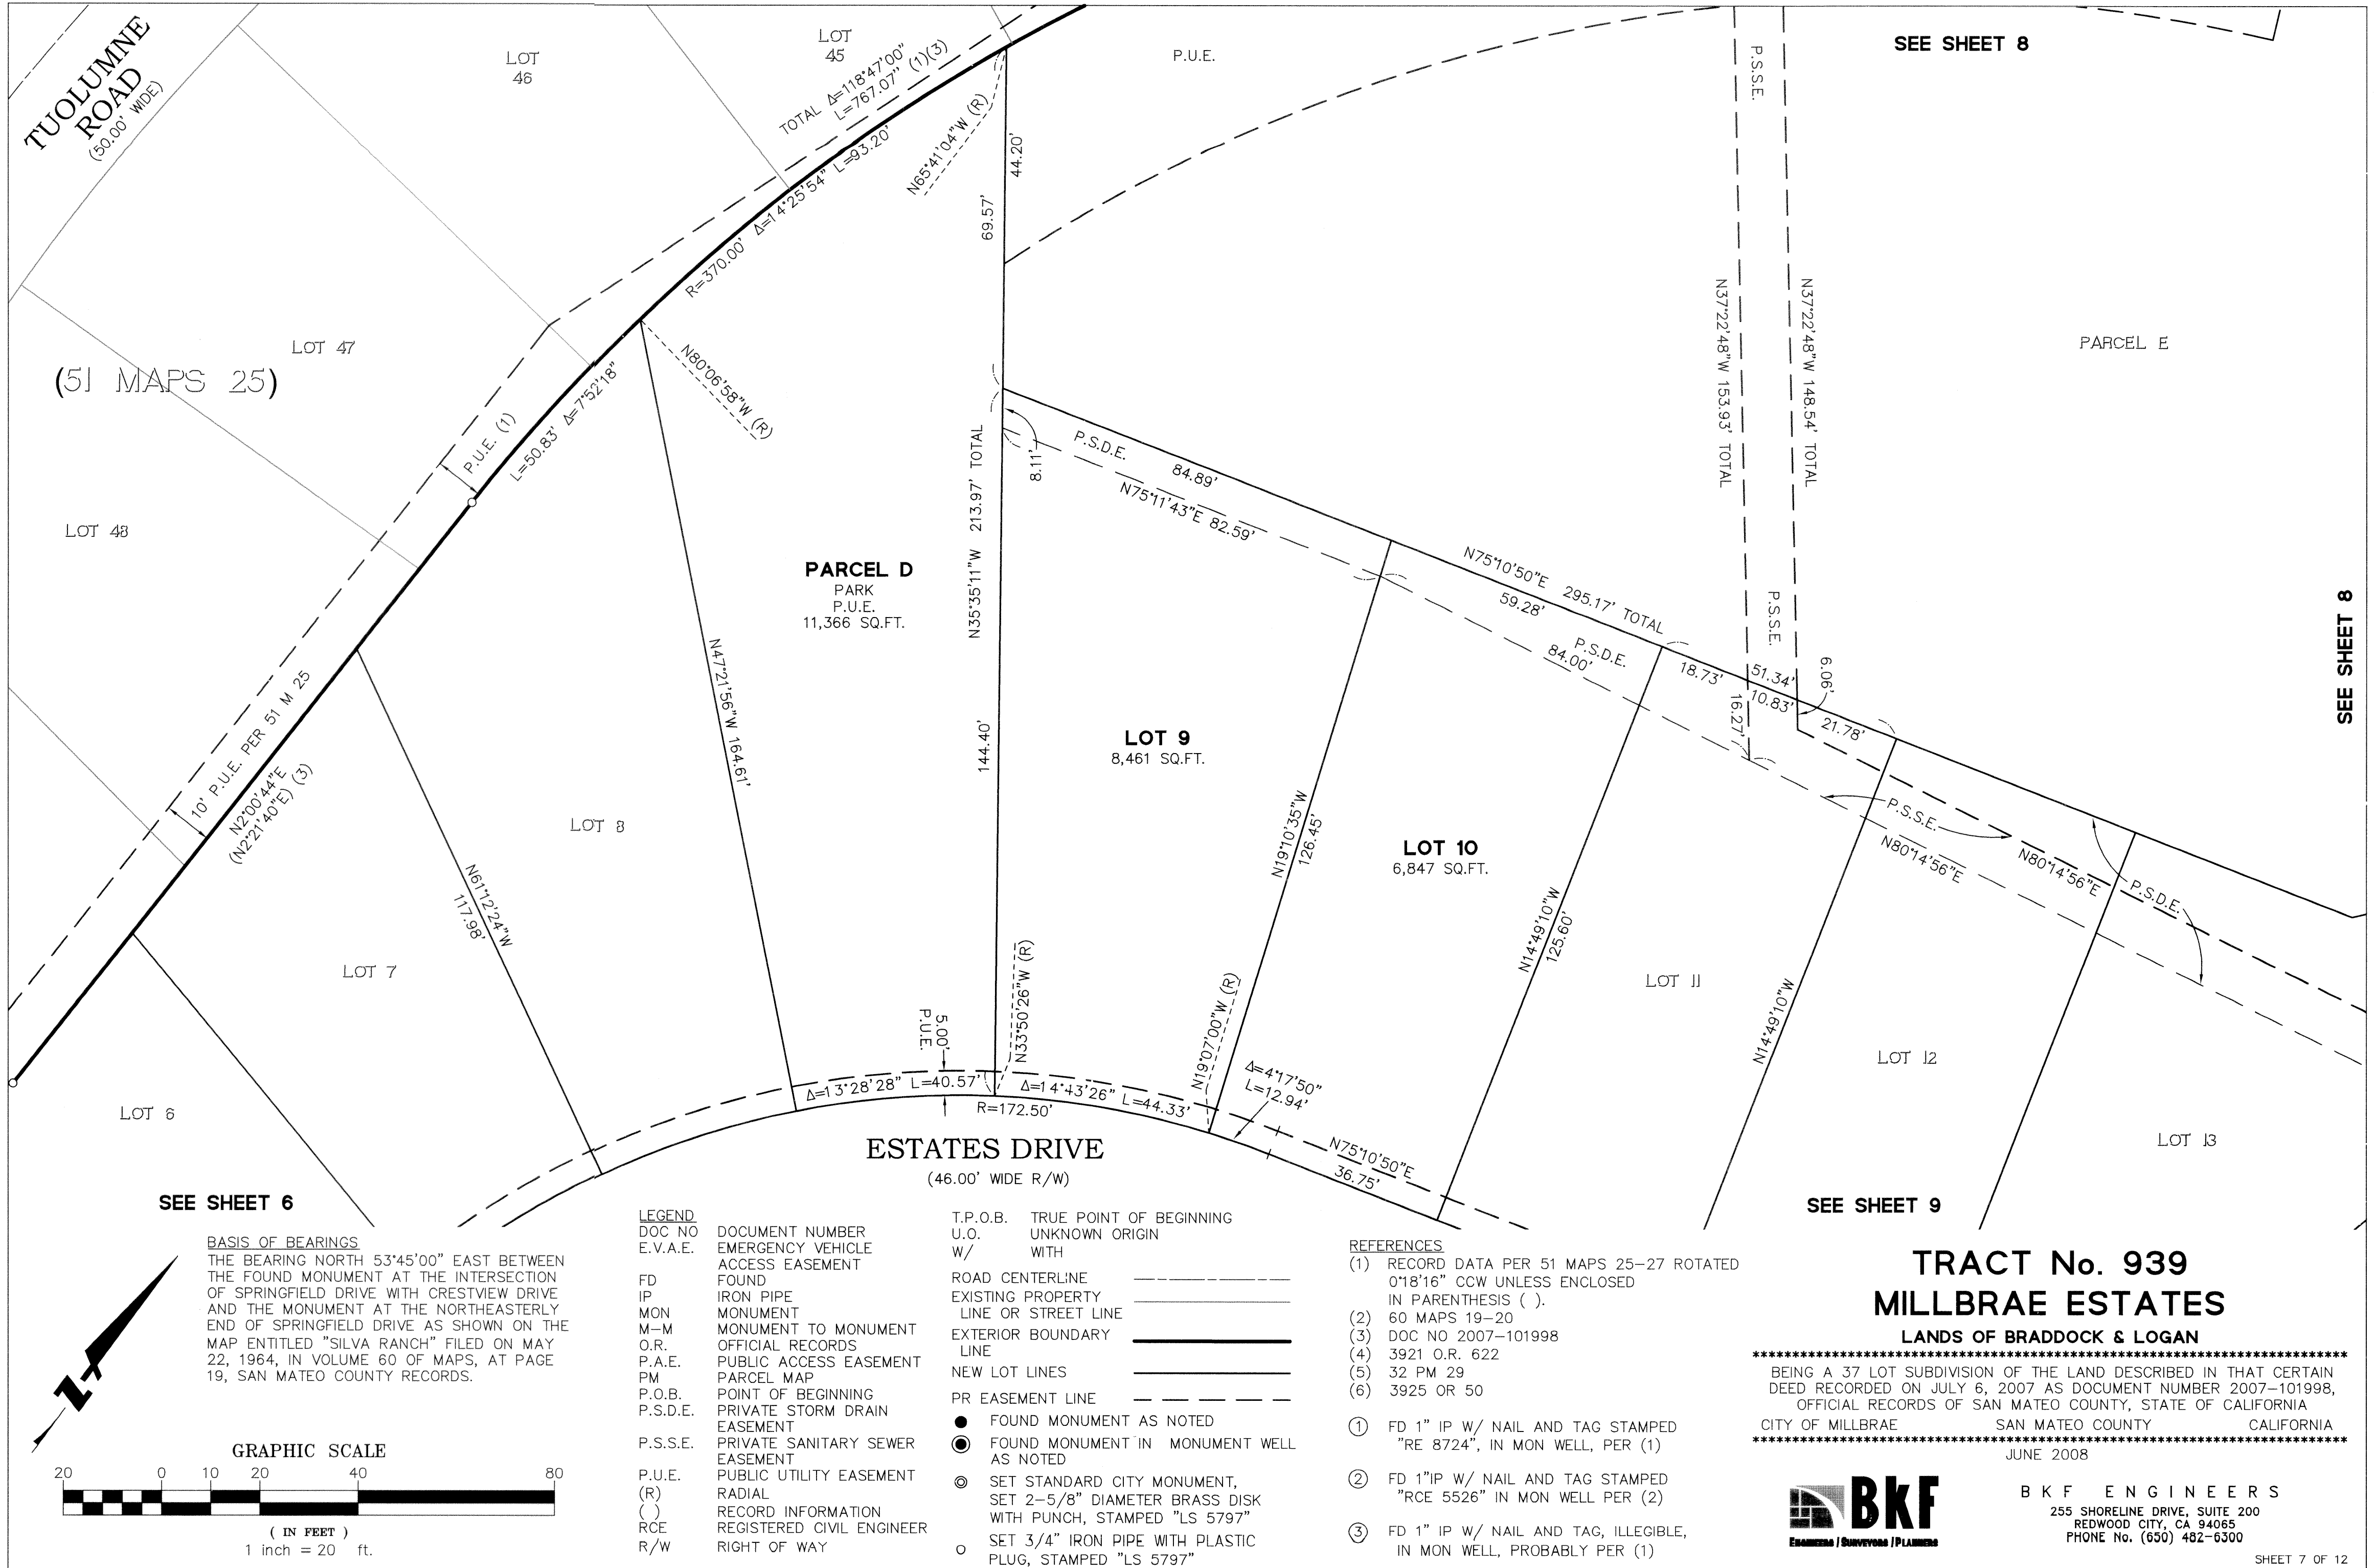 TUOLUMNE
ROAD
(50.00' WIDE)
LOT
46
LOT
45
TOTAL Δ=118°47'00"
L=767.07' (1)(3)
P.U.E.
P.S.S.E.
SEE SHEET 8
R=370.00' Δ=14°25'54" L=93.20'
N65°41'04"W (R)
44.20'
69.57'
LOT 47
(51 MAPS 25)
L=50.83' Δ=7°52'18"
N80°06'58"W (R)
P.U.E. (1)
LOT 48
N37°22'48"W 153.93' TOTAL
N37°22'48"W 148.54' TOTAL
PARCEL E
8.11'
P.S.D.E.
84.89'
N75°11'43"E 82.59'
N35°35'11"W 213.97' TOTAL
PARCEL D
PARK
P.U.E.
11,366 SQ.FT.
N47°21'56"W 164.61'
N75°10'50"E 295.17' TOTAL
59.28'
P.S.D.E.
84.00'
P.S.S.E.
18.73'
51.34'
10.83'
6.06'
16.27'
21.78'
SEE SHEET 8
10' P.U.E. PER 51 M 25
N2°00'44"E
(N2°21'40"E) (3)
144.40'
LOT 9
8,461 SQ.FT.
N19°10'35"W
126.45'
LOT 10
6,847 SQ.FT.
P.S.S.E.
N80°14'56"E
N80°14'56"E
P.S.D.E.
LOT 8
N61°12'24"W
117.98'
LOT 7
N14°49'10"W
125.60'
LOT 11
N14°49'10"W
5.00'
P.U.E.
N33°50'26"W (R)
N19°07'00"W (R)
LOT 12
LOT 13
LOT 6
Δ=13°28'28" L=40.57'
Δ=14°43'26" L=44.33'
R=172.50'
Δ=4°17'50"
L=12.94'
N75°10'50"E
36.75'
ESTATES DRIVE
(46.00' WIDE R/W)
SEE SHEET 6
SEE SHEET 9
BASIS OF BEARINGS
THE BEARING NORTH 53°45'00" EAST BETWEEN
THE FOUND MONUMENT AT THE INTERSECTION
OF SPRINGFIELD DRIVE WITH CRESTVIEW DRIVE
AND THE MONUMENT AT THE NORTHEASTERLY
END OF SPRINGFIELD DRIVE AS SHOWN ON THE
MAP ENTITLED "SILVA RANCH" FILED ON MAY
22, 1964, IN VOLUME 60 OF MAPS, AT PAGE
19, SAN MATEO COUNTY RECORDS.
Z
GRAPHIC SCALE
20 0 10 20 40 80
( IN FEET )
1 inch = 20 ft.
LEGEND
DOC NO DOCUMENT NUMBER
E.V.A.E. EMERGENCY VEHICLE
ACCESS EASEMENT
FD FOUND
IP IRON PIPE
MON MONUMENT
M-M MONUMENT TO MONUMENT
O.R. OFFICIAL RECORDS
P.A.E. PUBLIC ACCESS EASEMENT
PM PARCEL MAP
P.O.B. POINT OF BEGINNING
P.S.D.E. PRIVATE STORM DRAIN
EASEMENT
P.S.S.E. PRIVATE SANITARY SEWER
EASEMENT
P.U.E. PUBLIC UTILITY EASEMENT
(R) RADIAL
( ) RECORD INFORMATION
RCE REGISTERED CIVIL ENGINEER
R/W RIGHT OF WAY
T.P.O.B. TRUE POINT OF BEGINNING
U.O. UNKNOWN ORIGIN
W/ WITH
ROAD CENTERLINE
EXISTING PROPERTY
LINE OR STREET LINE
EXTERIOR BOUNDARY
LINE
NEW LOT LINES
PR EASEMENT LINE
FOUND MONUMENT AS NOTED
FOUND MONUMENT IN MONUMENT WELL
AS NOTED
SET STANDARD CITY MONUMENT,
SET 2-5/8" DIAMETER BRASS DISK
WITH PUNCH, STAMPED "LS 5797"
SET 3/4" IRON PIPE WITH PLASTIC
PLUG, STAMPED "LS 5797"
REFERENCES
(1) RECORD DATA PER 51 MAPS 25-27 ROTATED
0°18'16" CCW UNLESS ENCLOSED
IN PARENTHESIS ( ).
(2) 60 MAPS 19-20
(3) DOC NO 2007-101998
(4) 3921 O.R. 622
(5) 32 PM 29
(6) 3925 OR 50
① FD 1" IP W/ NAIL AND TAG STAMPED
"RE 8724", IN MON WELL, PER (1)
② FD 1"IP W/ NAIL AND TAG STAMPED
"RCE 5526" IN MON WELL PER (2)
③ FD 1" IP W/ NAIL AND TAG, ILLEGIBLE,
IN MON WELL, PROBABLY PER (1)
TRACT No. 939
MILLBRAE ESTATES
LANDS OF BRADDOCK & LOGAN
BEING A 37 LOT SUBDIVISION OF THE LAND DESCRIBED IN THAT CERTAIN
DEED RECORDED ON JULY 6, 2007 AS DOCUMENT NUMBER 2007-101998,
OFFICIAL RECORDS OF SAN MATEO COUNTY, STATE OF CALIFORNIA
CITY OF MILLBRAE SAN MATEO COUNTY CALIFORNIA
JUNE 2008
BKF
ENGINEERS / SURVEYORS / PLANNERS
BKF ENGINEERS
255 SHORELINE DRIVE, SUITE 200
REDWOOD CITY, CA 94065
PHONE No. (650) 482-6300
SHEET 7 OF 12